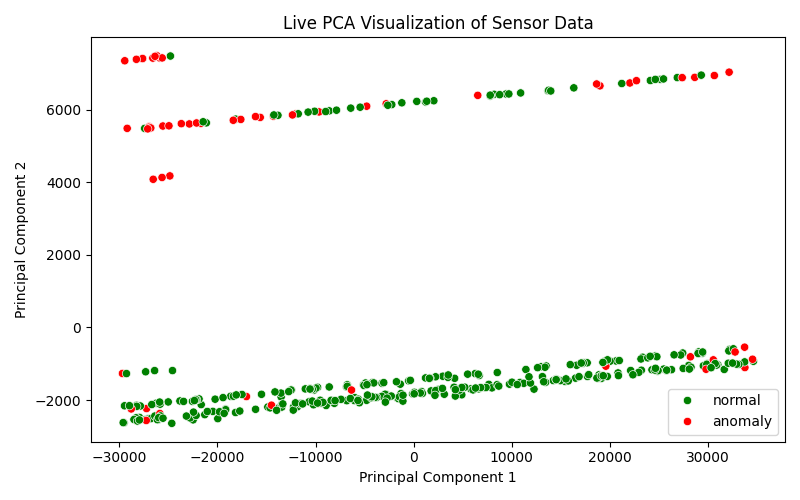 Live PCA Visualization of Sensor Data
Principal Component 2
6000
4000
2000
0
−2000
−30000 −20000 −10000 0 10000 20000 30000
Principal Component 1
normal
anomaly